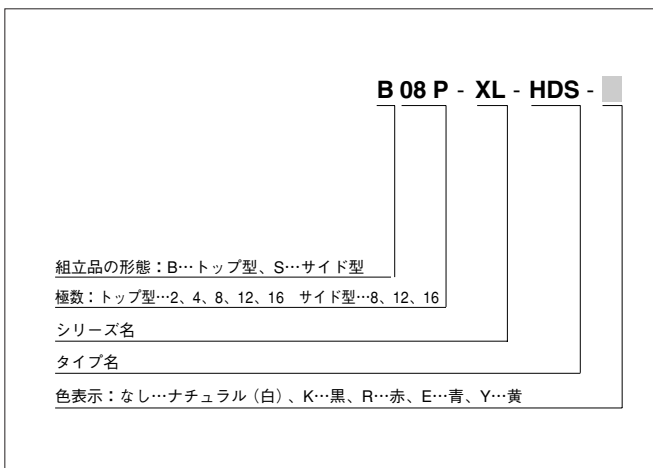 B 08 P - XL - HDS -
組立品の形態：B…トップ型、S…サイド型
極数：トップ型…2、4、8、12、16　サイド型…8、12、16
シリーズ名
タイプ名
色表示：なし…ナチュラル（白）、K…黒、R…赤、E…青、Y…黄